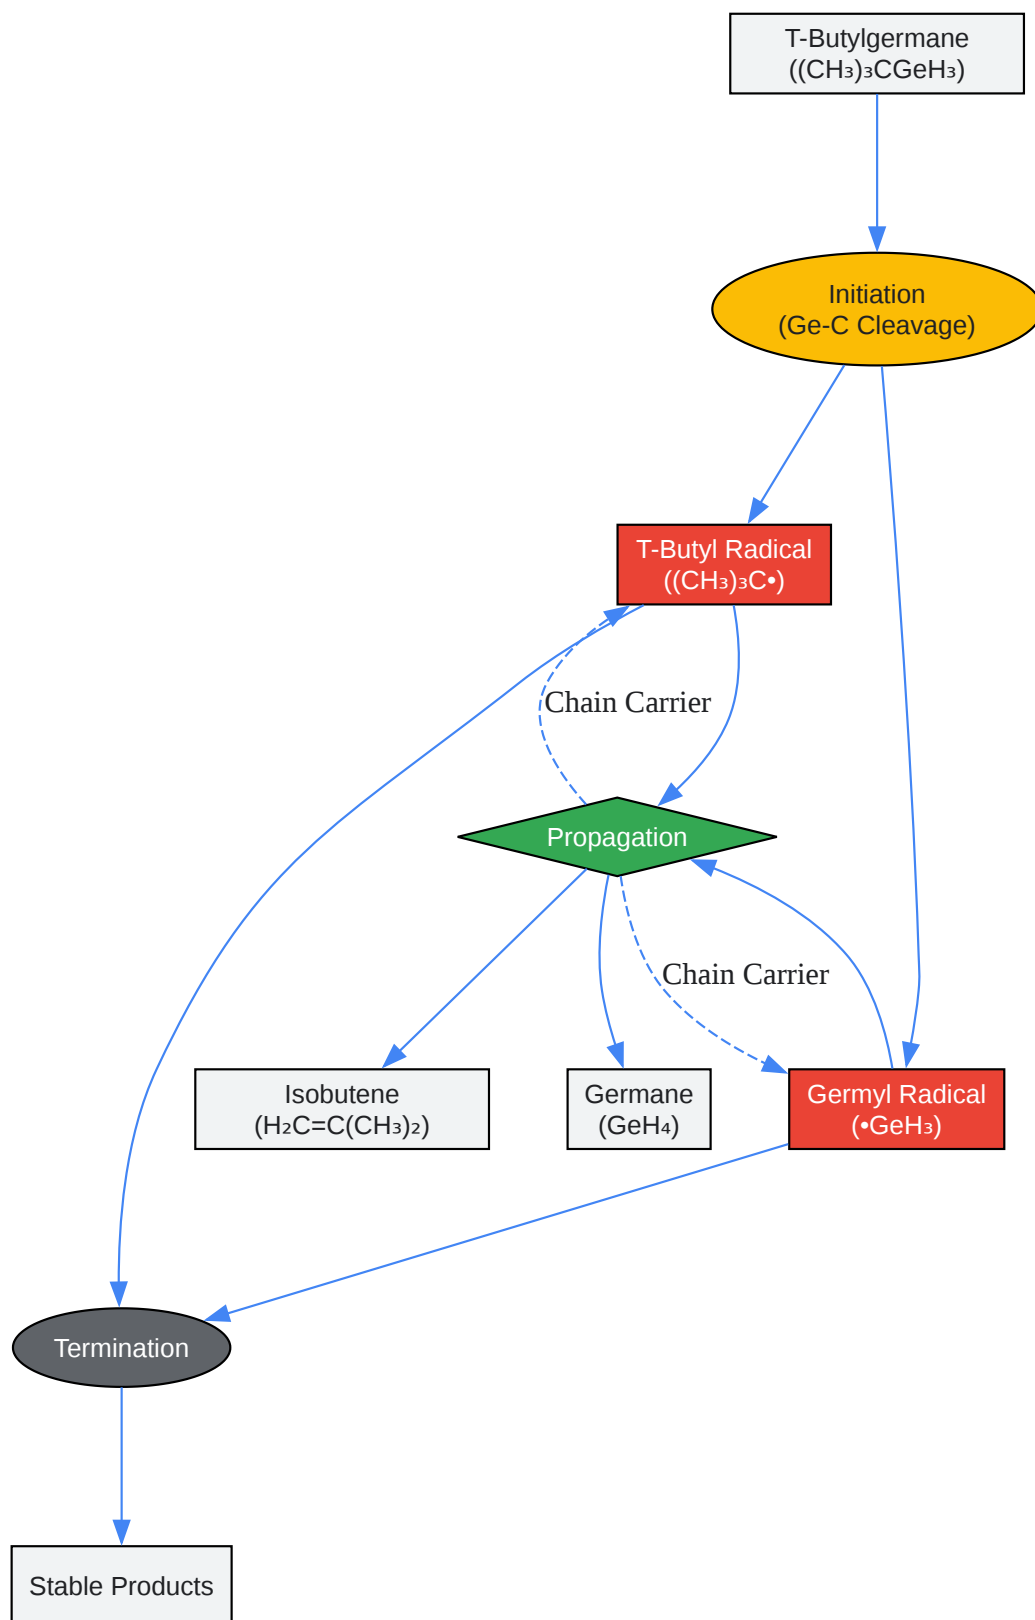 T-Butylgermane
((CH₃)₃CGeH₃)
Initiation
(Ge-C Cleavage)
T-Butyl Radical
((CH₃)₃C•)
Chain Carrier
Propagation
Chain Carrier
Isobutene
(H₂C=C(CH₃)₂)
Germane
(GeH₄)
Germyl Radical
(•GeH₃)
Termination
Stable Products